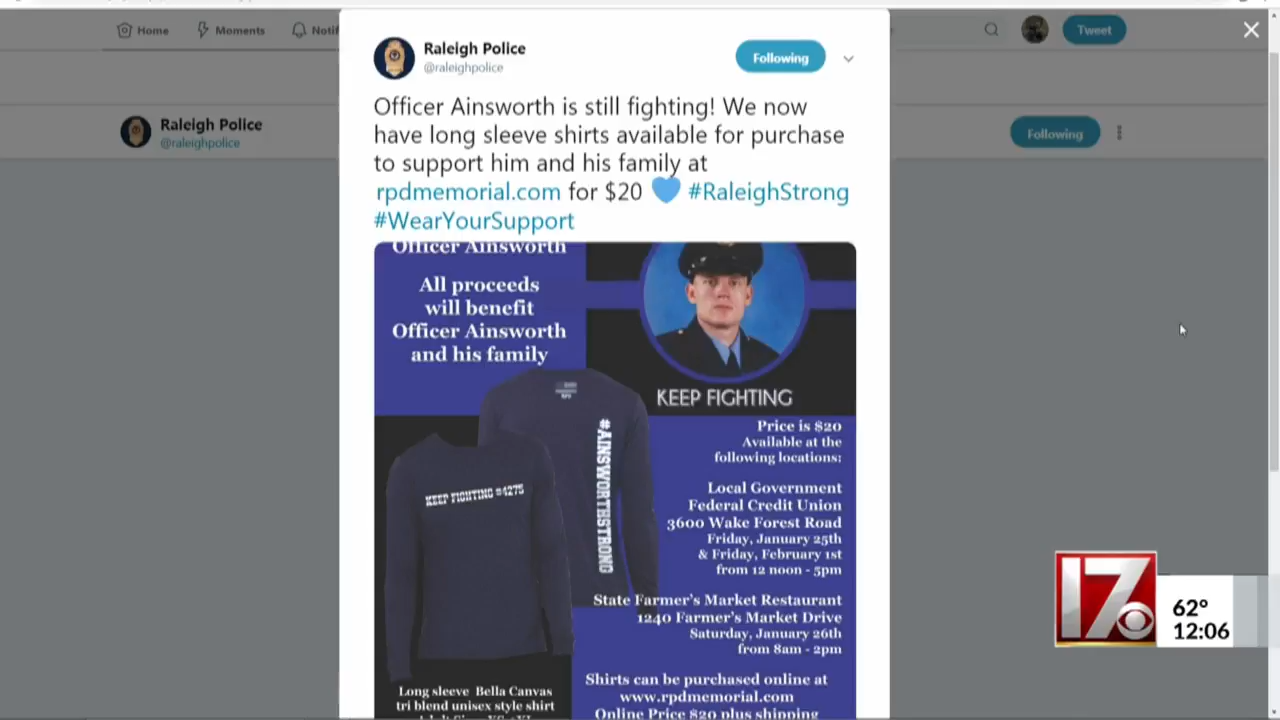 Home
Moments
Notif
Tweet
Raleigh Police
@raleighpolice
Following
Raleigh Police
@raleighpolice
Following
Officer Ainsworth is still fighting! We now
have long sleeve shirts available for purchase
to support him and his family at
rpdmemorial.com for $20 💙 #RaleighStrong
#WearYourSupport
Officer Ainsworth
All proceeds
will benefit
Officer Ainsworth
and his family
KEEP FIGHTING
KEEP FIGHTING #4275
#AINSWORTHSTRONG
Price is $20
Available at the
following locations:
Local Government
Federal Credit Union
3600 Wake Forest Road
Friday, January 25th
& Friday, February 1st
from 12 noon - 5pm
State Farmer's Market Restaurant
1240 Farmer's Market Drive
Saturday, January 26th
from 8am - 2pm
Shirts can be purchased online at
www.rpdmemorial.com
Online Price $20 plus shipping
Long sleeve Bella Canvas
tri blend unisex style shirt
17
62°
12:06